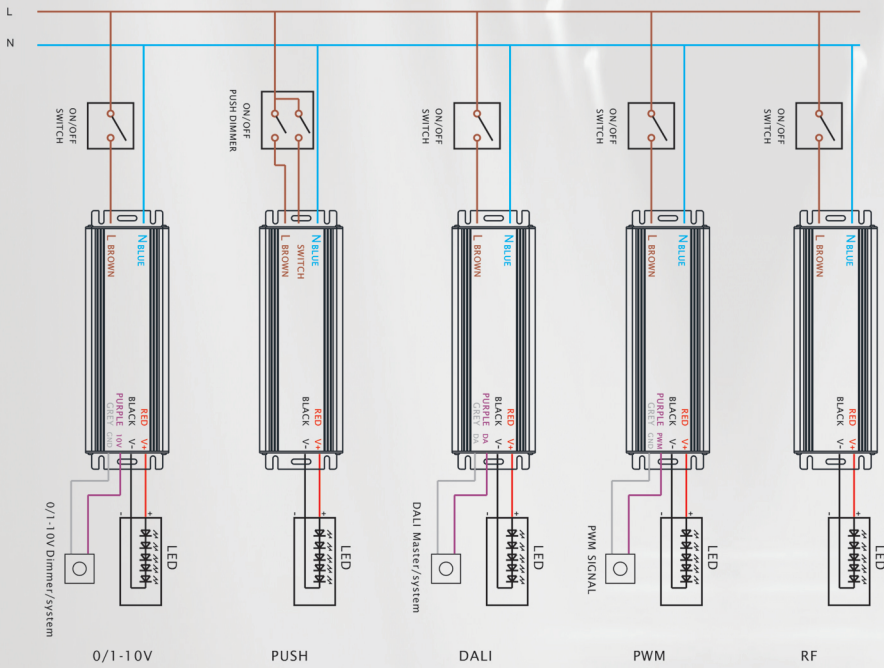 L
N
ON/OFF
SWITCH
ON/OFF
PUSH DIMMER
ON/OFF
SWITCH
ON/OFF
SWITCH
ON/OFF
SWITCH
N BLUE
L BROWN
N BLUE
SWITCH
L BROWN
N BLUE
L BROWN
N BLUE
L BROWN
N BLUE
L BROWN
RED V+
BLACK V-
PURPLE 10V
GREY GND
RED V+
BLACK V-
RED V+
BLACK V-
PURPLE DA
GREY DA
RED V+
BLACK V-
PURPLE PWM
GREY GND
RED V+
BLACK V-
+
-
LED
0/1-10V Dimmer/system
+
-
LED
+
-
LED
DALI Master/system
+
-
LED
PWM SIGNAL
+
-
LED
0/1-10V
PUSH
DALI
PWM
RF